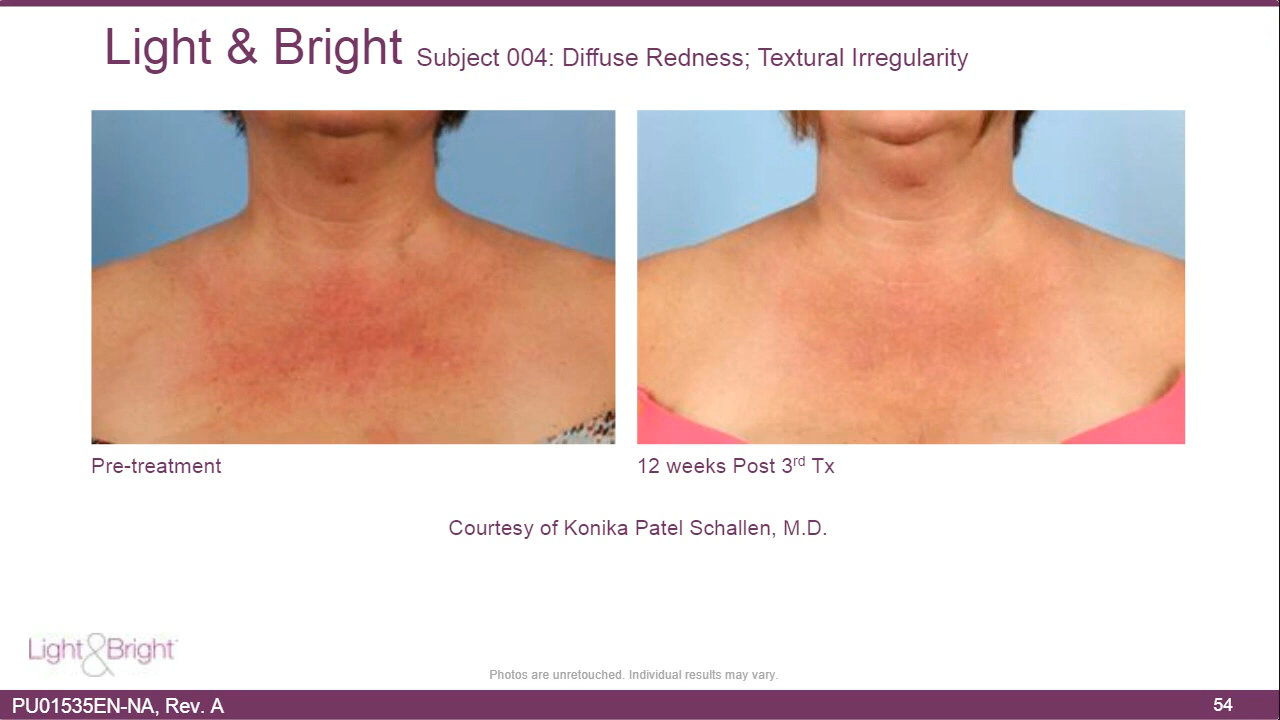 Light & Bright Subject 004: Diffuse Redness; Textural Irregularity
Pre-treatment
12 weeks Post 3rd Tx
Courtesy of Konika Patel Schallen, M.D.
Light&Bright
Photos are unretouched. Individual results may vary.
PU01535EN-NA, Rev. A
54